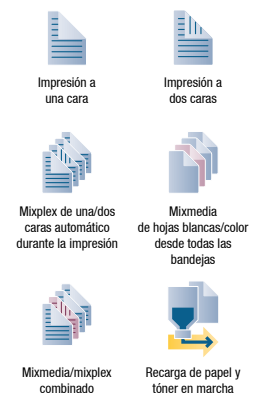 Impresión a
una cara
Impresión a
dos caras
Mixplex de una/dos
caras automático
durante la impresión
Mixmedia
de hojas blancas/color
desde todas las
bandejas
Mixmedia/mixplex
combinado
Recarga de papel y
tóner en marcha